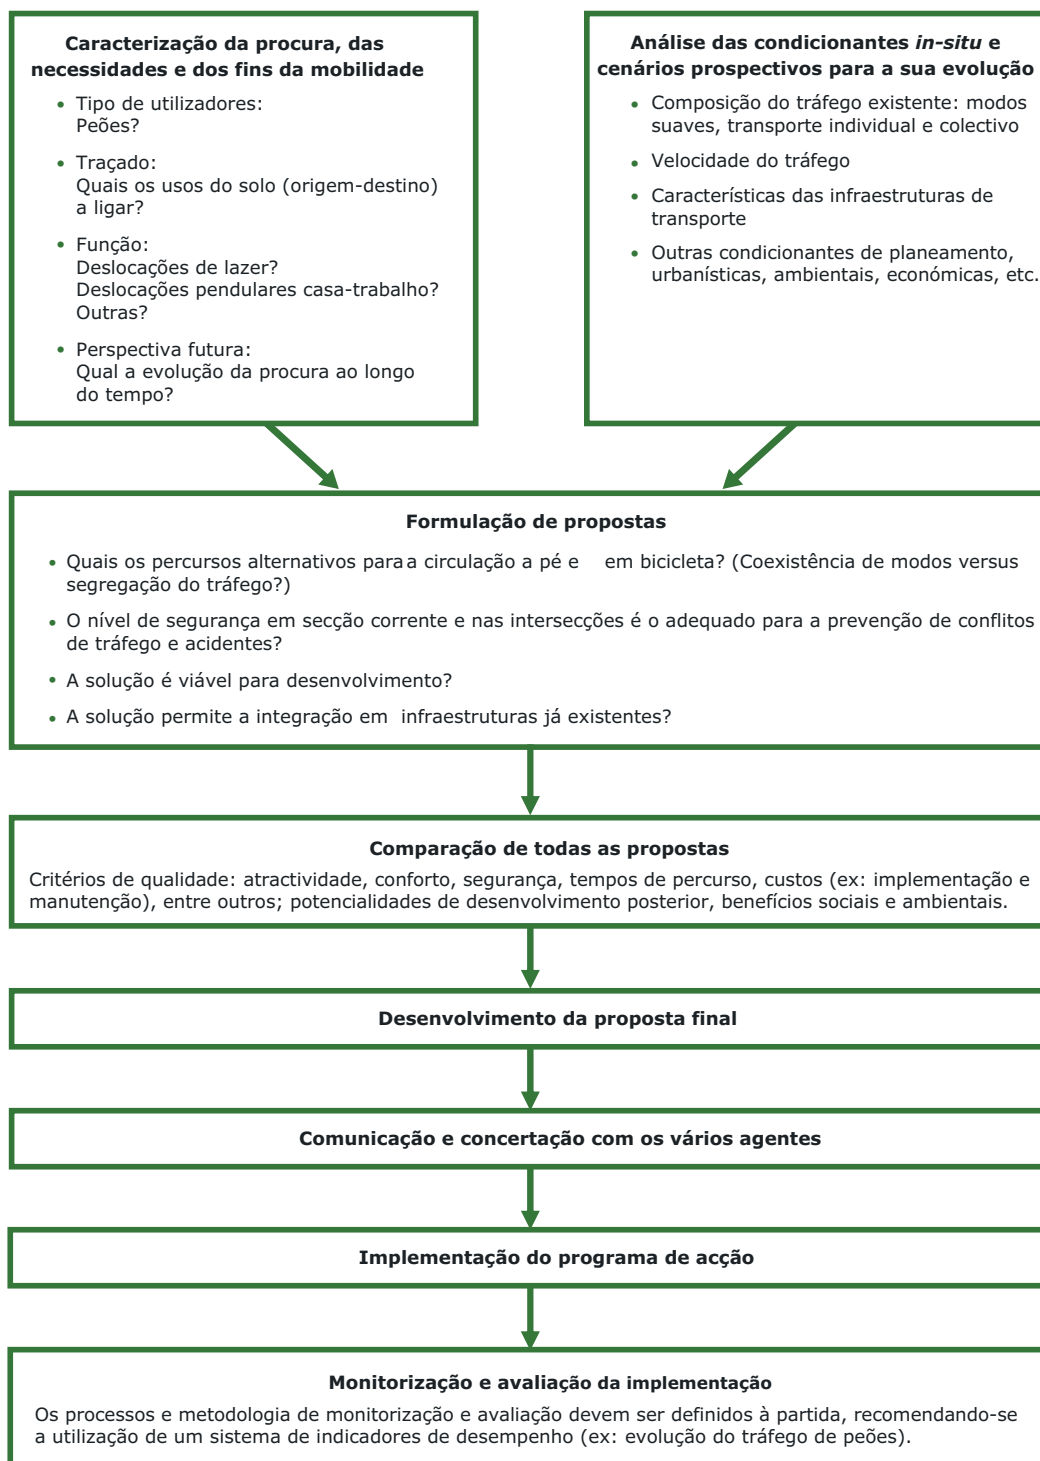 Caracterização da procura, das
necessidades e dos fins da mobilidade
• Tipo de utilizadores:
Peões?
• Traçado:
Quais os usos do solo (origem-destino)
a ligar?
• Função:
Deslocações de lazer?
Deslocações pendulares casa-trabalho?
Outras?
• Perspectiva futura:
Qual a evolução da procura ao longo
do tempo?
Análise das condicionantes in-situ e
cenários prospectivos para a sua evolução
• Composição do tráfego existente: modos
suaves, transporte individual e colectivo
• Velocidade do tráfego
• Características das infraestruturas de
transporte
• Outras condicionantes de planeamento,
urbanísticas, ambientais, económicas, etc.
Formulação de propostas
• Quais os percursos alternativos para a circulação a pé e em bicicleta? (Coexistência de modos versus
segregação do tráfego?)
• O nível de segurança em secção corrente e nas intersecções é o adequado para a prevenção de conflitos
de tráfego e acidentes?
• A solução é viável para desenvolvimento?
• A solução permite a integração em infraestruturas já existentes?
Comparação de todas as propostas
Critérios de qualidade: atractividade, conforto, segurança, tempos de percurso, custos (ex: implementação e
manutenção), entre outros; potencialidades de desenvolvimento posterior, benefícios sociais e ambientais.
Desenvolvimento da proposta final
Comunicação e concertação com os vários agentes
Implementação do programa de acção
Monitorização e avaliação da implementação
Os processos e metodologia de monitorização e avaliação devem ser definidos à partida, recomendando-se
a utilização de um sistema de indicadores de desempenho (ex: evolução do tráfego de peões).